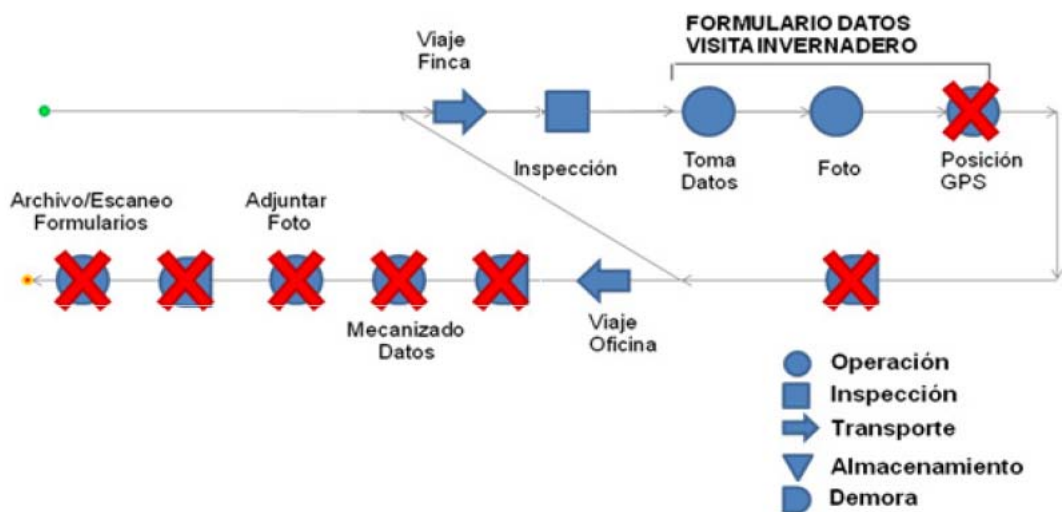 FORMULARIO DATOS
VISITA INVERNADERO
Viaje
Finca
Inspección
Toma
Datos
Foto
Posición
GPS
Archivo/Escaneo
Formularios
Adjuntar
Foto
Mecanizado
Datos
Viaje
Oficina
Operación
Inspección
Transporte
Almacenamiento
Demora